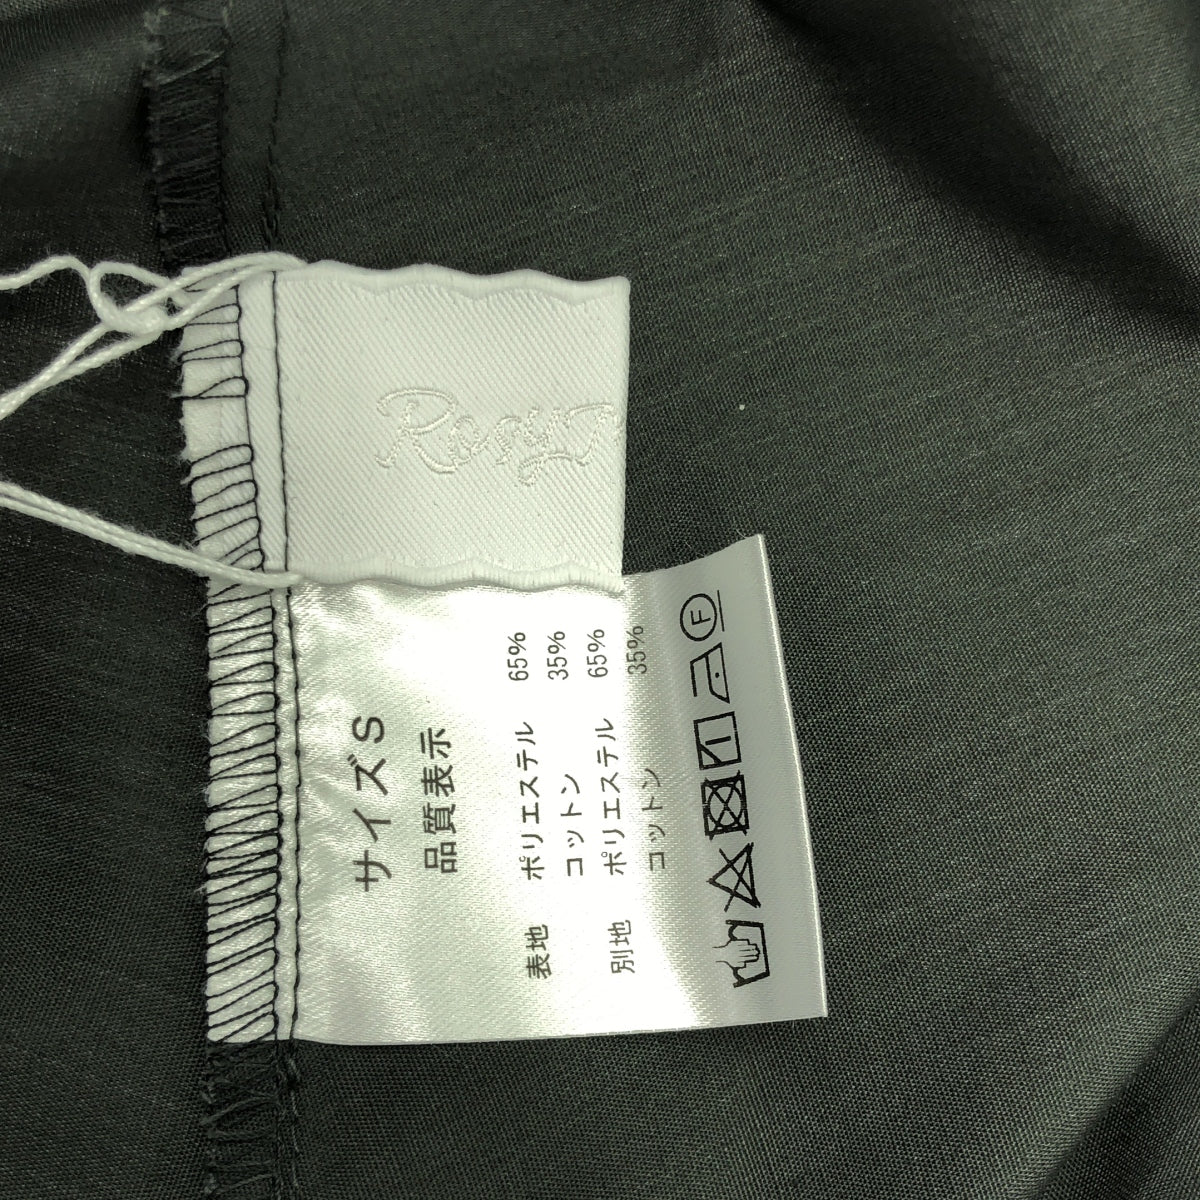 Rosy
サイズS
品質表示
表地 ポリエステル 65%
コットン 35%
別地 ポリエステル 65%
コットン 35%
F